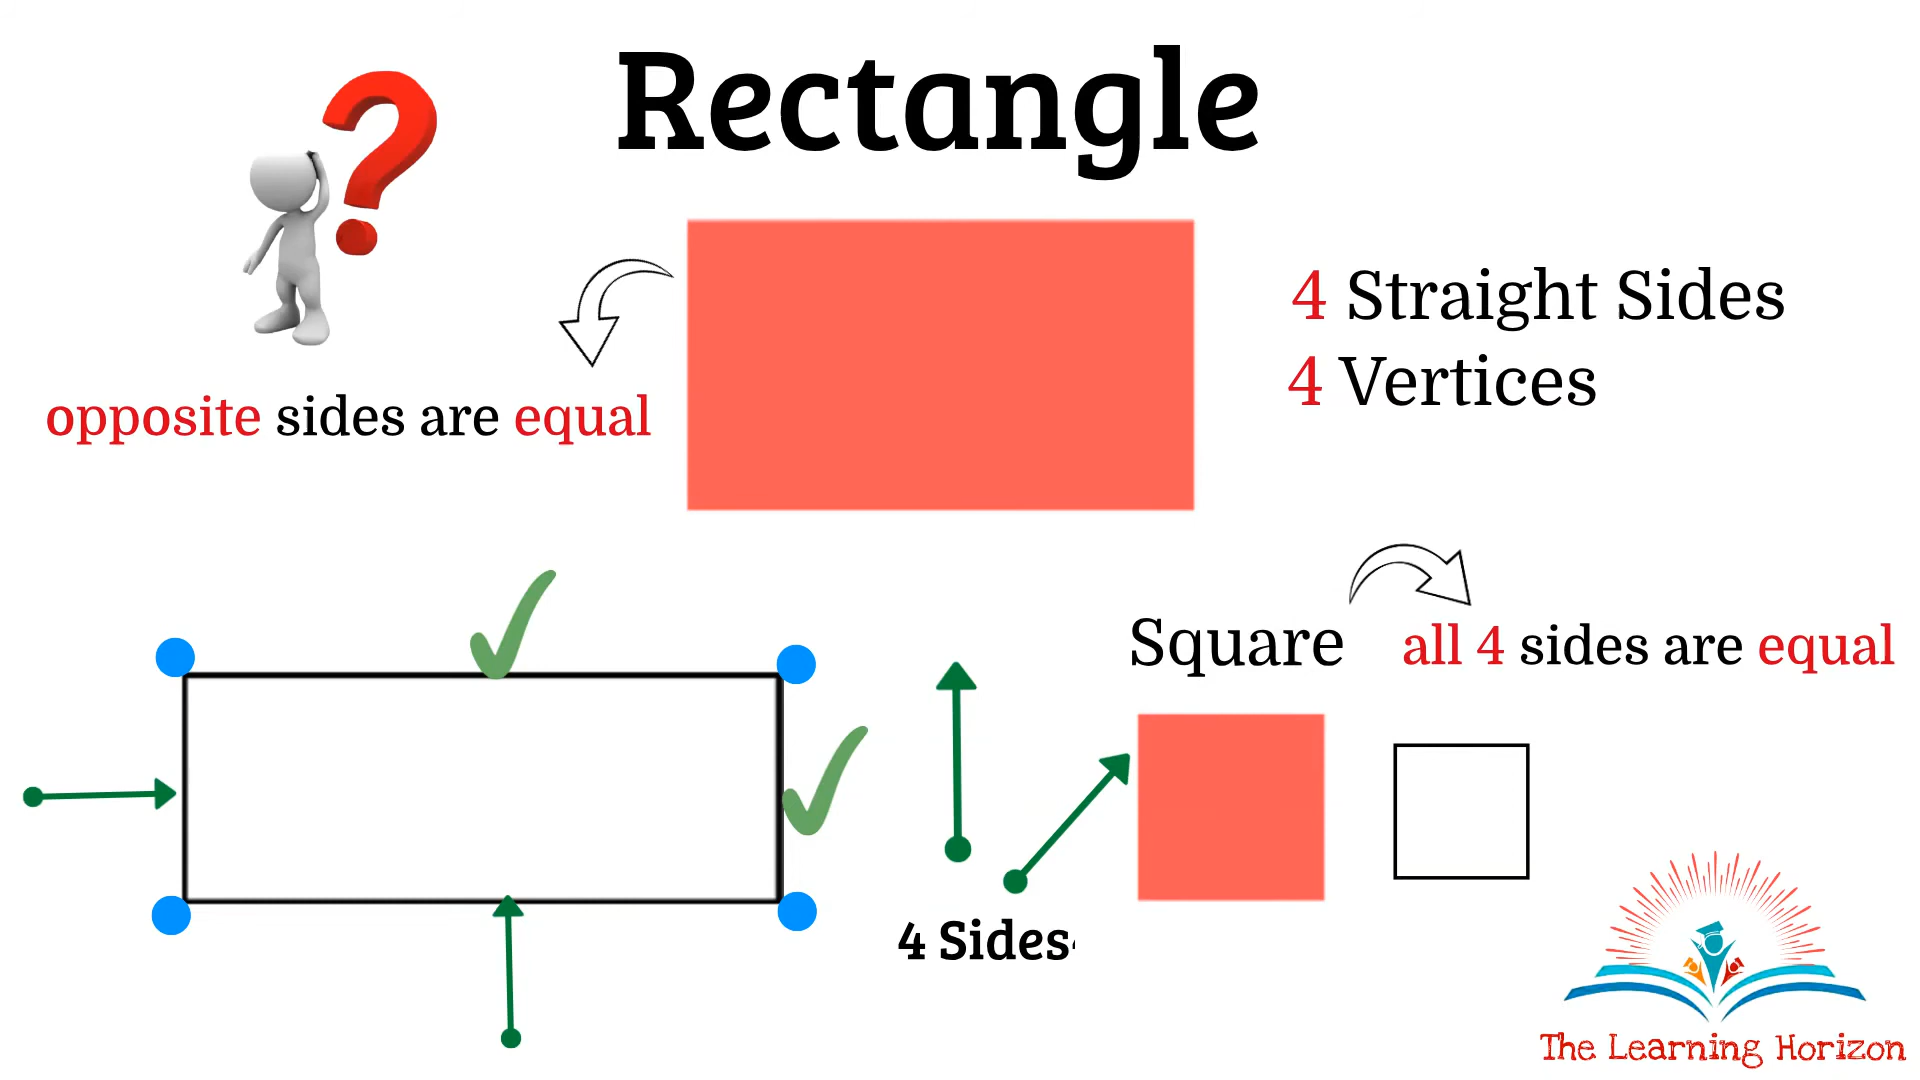 Rectangle
4 Straight Sides
4 Vertices
opposite sides are equal
Square
all 4 sides are equal
4 Sides
The Learning Horizon